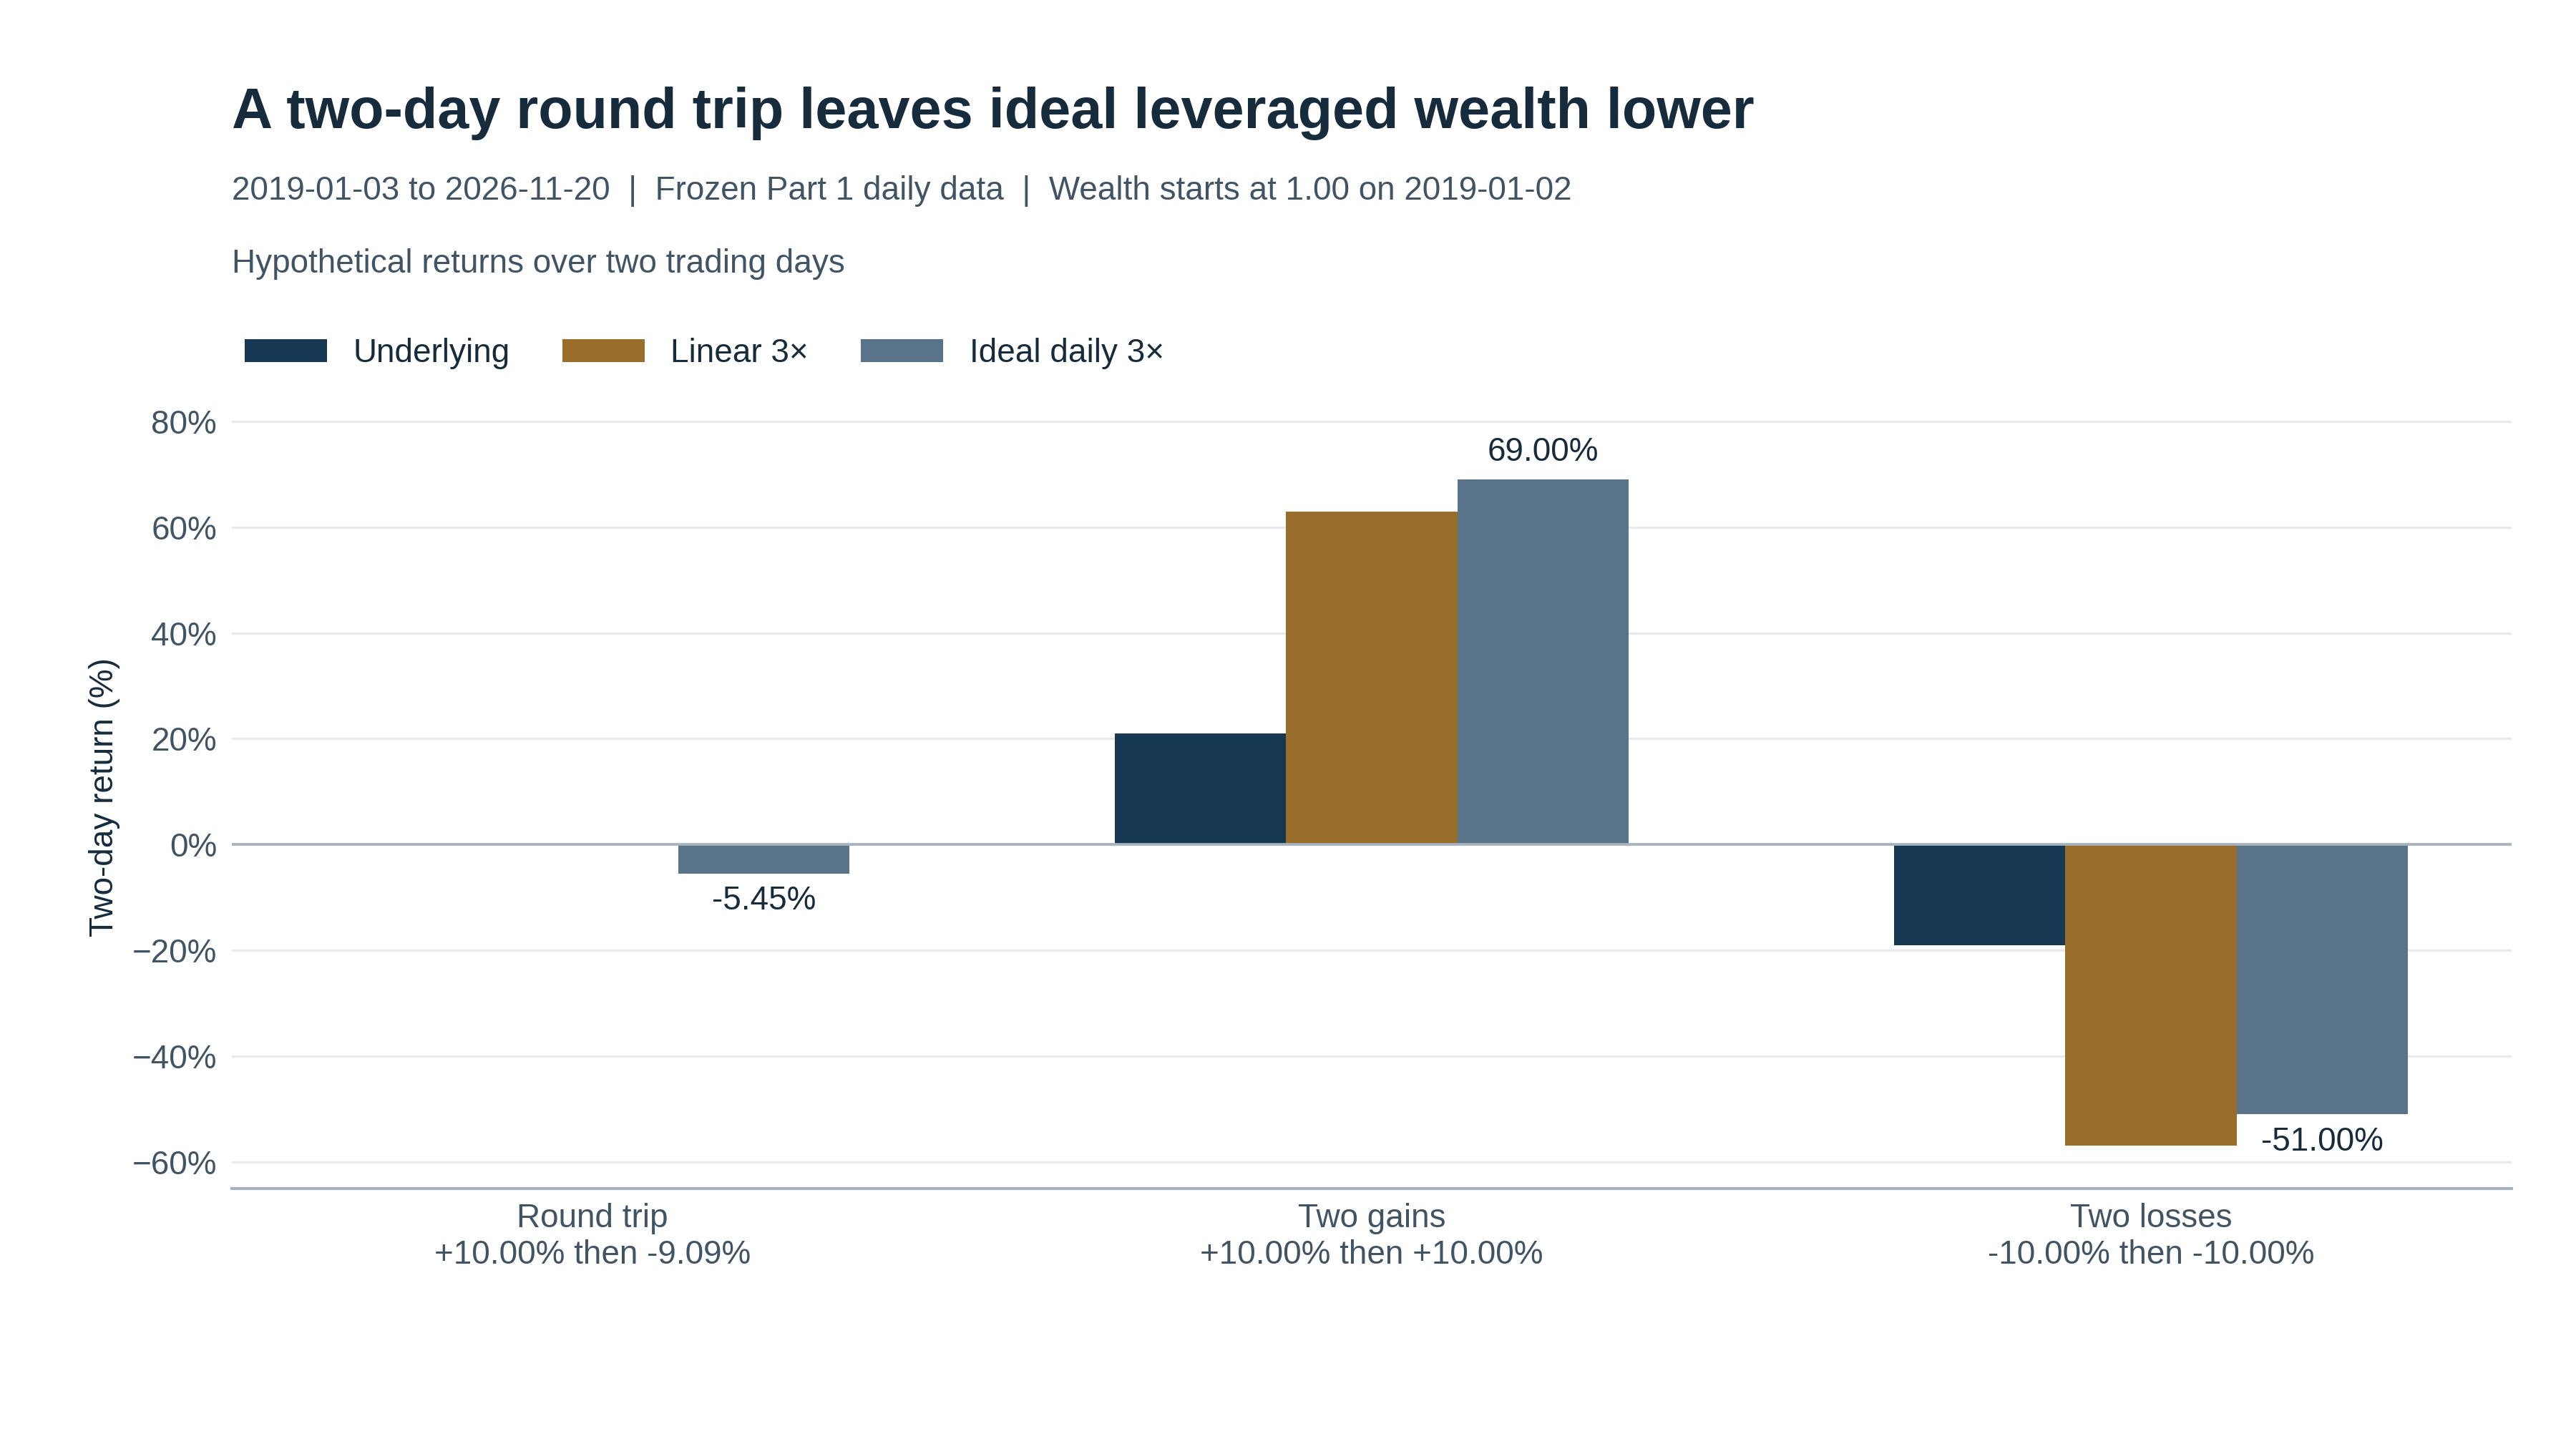 A two-day round trip leaves ideal leveraged wealth lower
2019-01-03 to 2026-11-20 | Frozen Part 1 daily data | Wealth starts at 1.00 on 2019-01-02
Hypothetical returns over two trading days
Underlying Linear 3× Ideal daily 3×
Two-day return (%)
80%
60%
40%
20%
0%
−20%
−40%
−60%
-5.45%
69.00%
-51.00%
Round trip
+10.00% then -9.09%
Two gains
+10.00% then +10.00%
Two losses
-10.00% then -10.00%